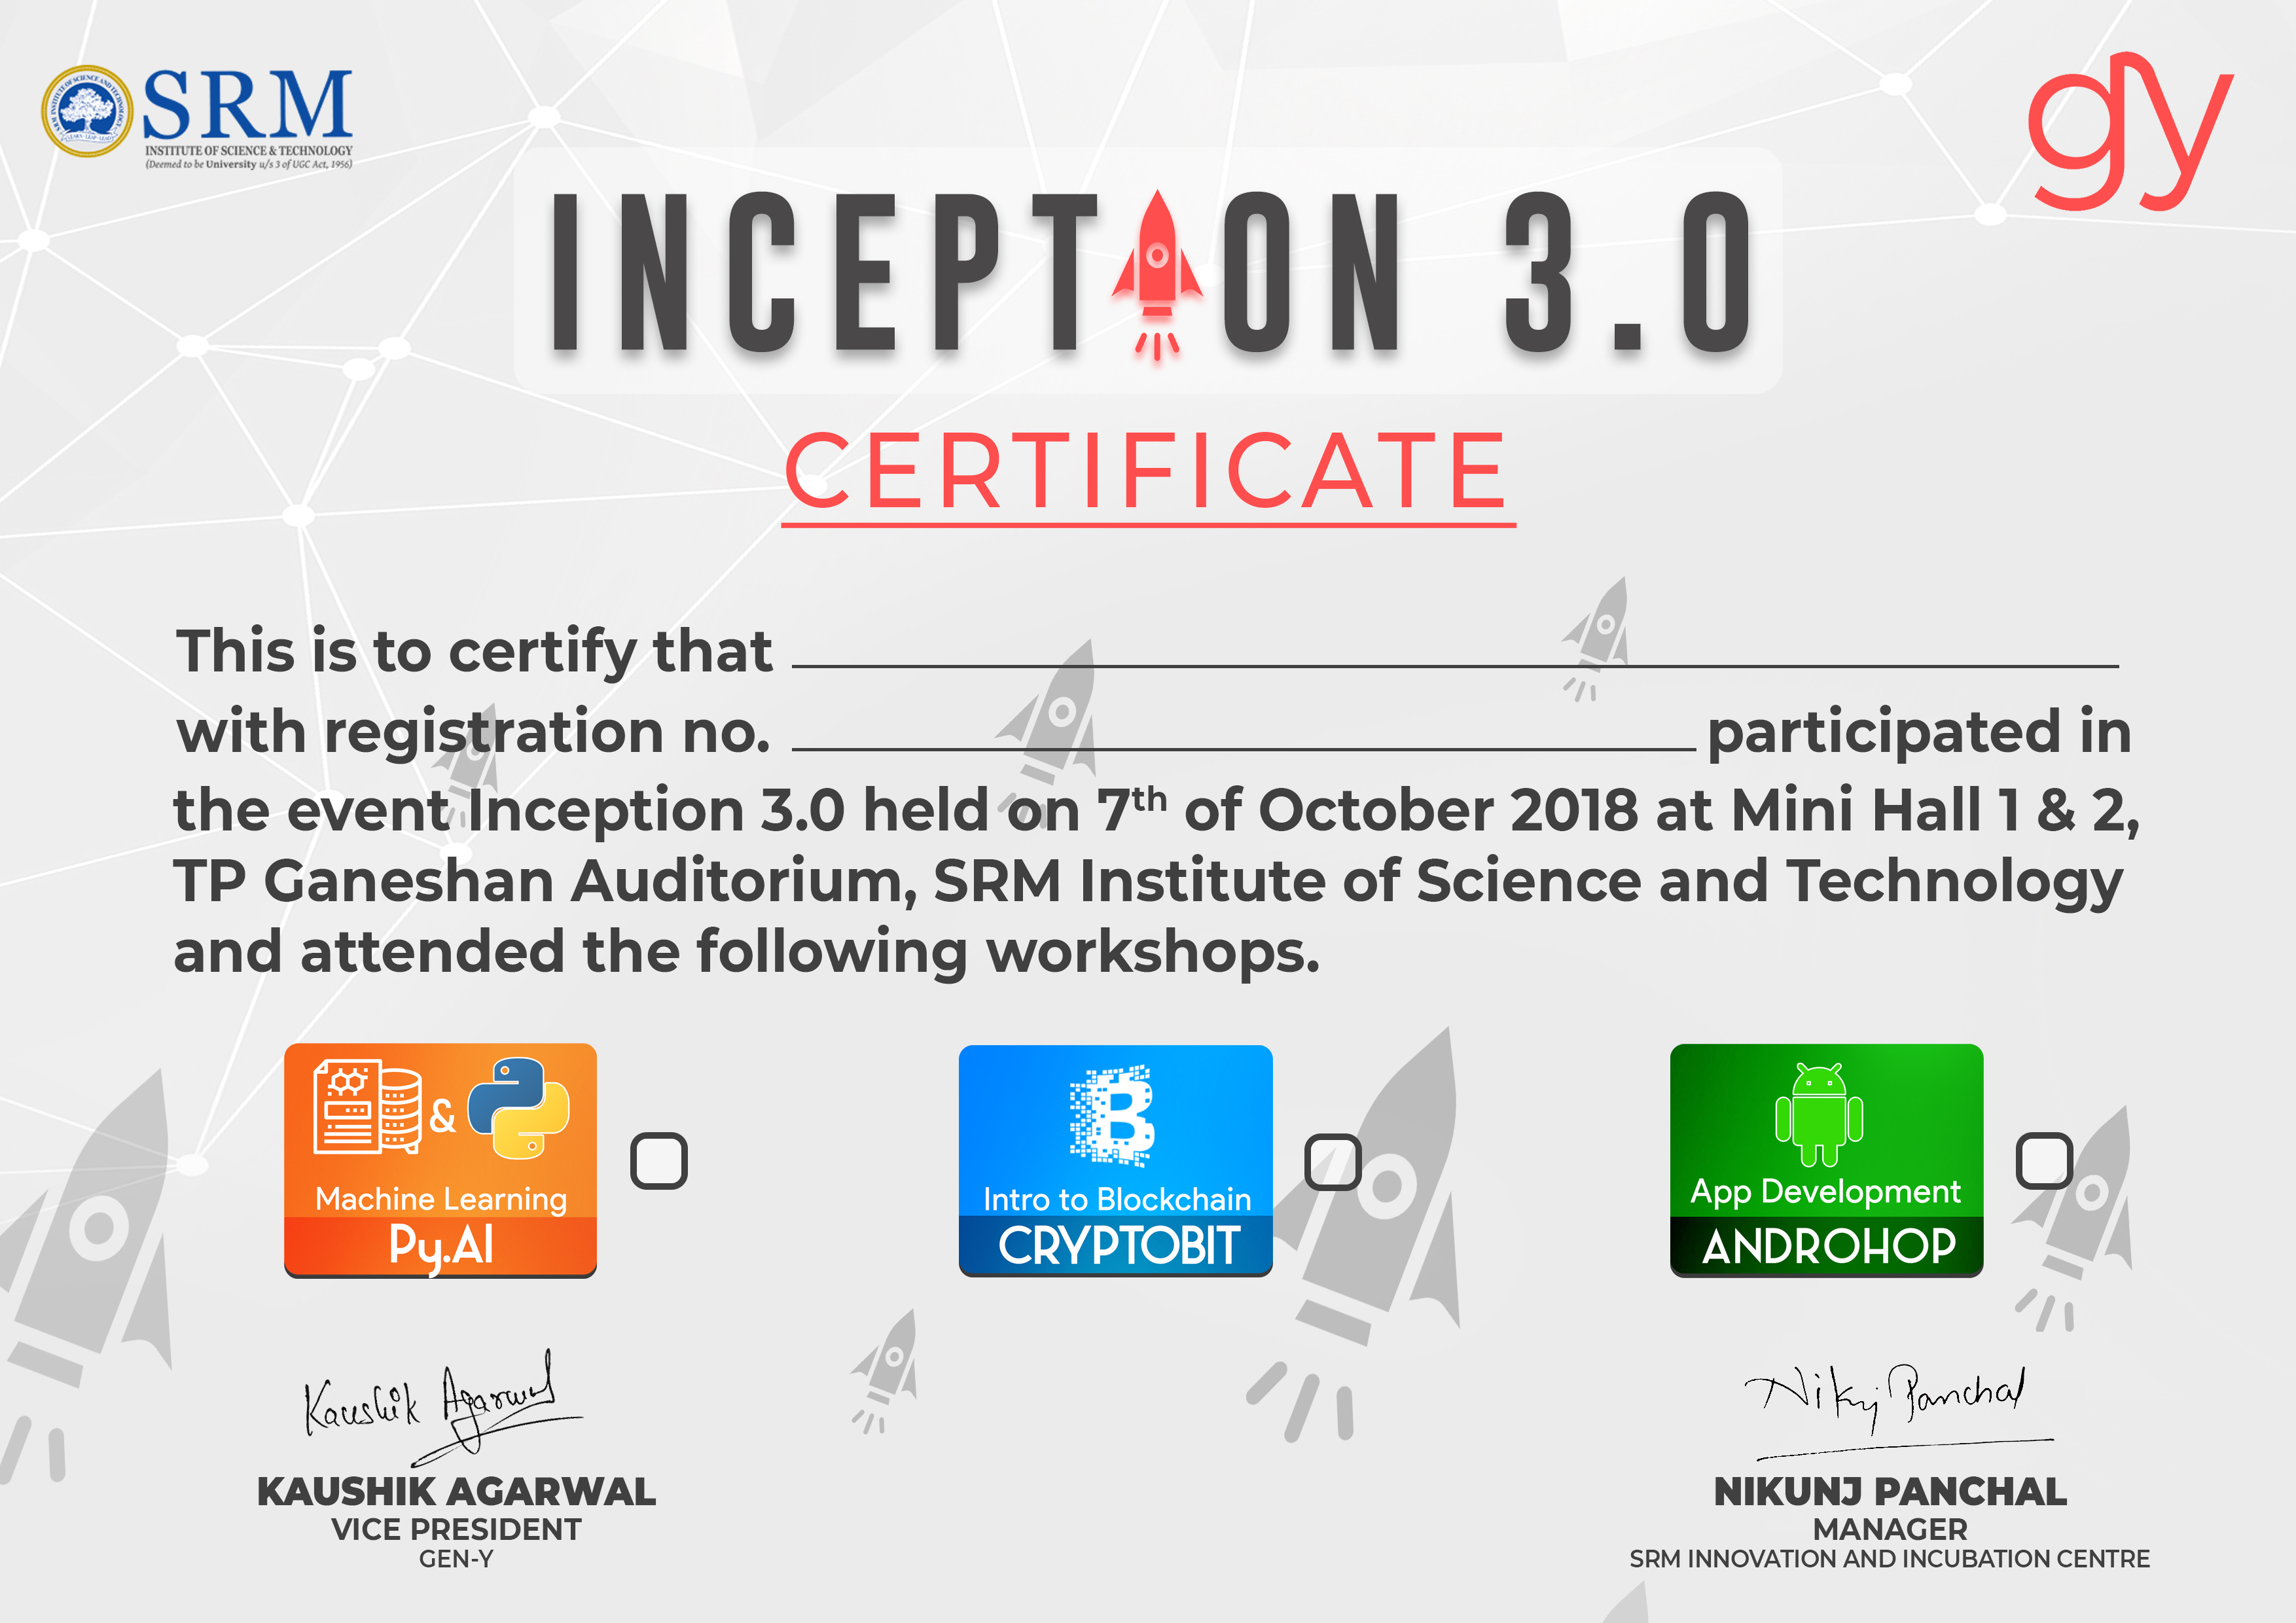 SRM
INSTITUTE OF SCIENCE & TECHNOLOGY
(Deemed to be University u/s 3 of UGC Act, 1956)
gy
INCEPTION 3.0
CERTIFICATE
This is to certify that
with registration no. participated in
the event Inception 3.0 held on 7th of October 2018 at Mini Hall 1 & 2,
TP Ganeshan Auditorium, SRM Institute of Science and Technology
and attended the following workshops.
&
Machine Learning
Py.AI
Intro to Blockchain
CRYPTOBIT
App Development
ANDROHOP
Kaushik Agarwal
KAUSHIK AGARWAL
VICE PRESIDENT
GEN-Y
Nikunj Panchal
NIKUNJ PANCHAL
MANAGER
SRM INNOVATION AND INCUBATION CENTRE